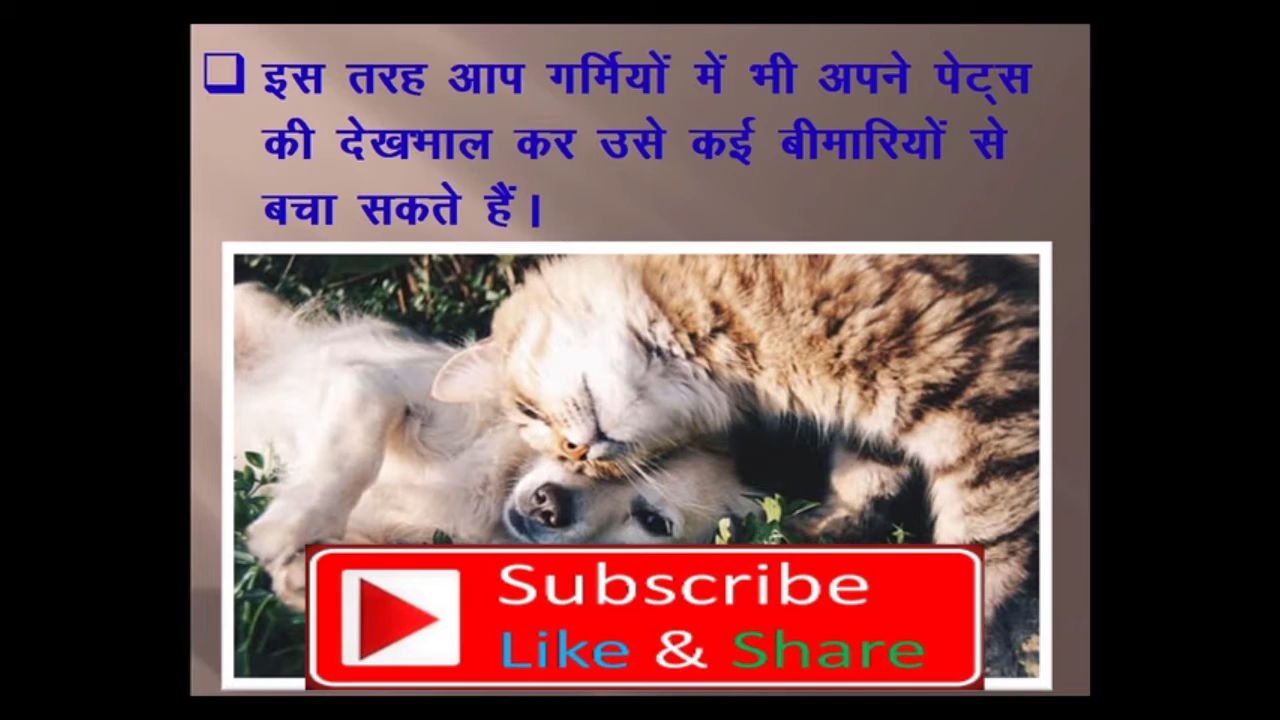 ❑ इस तरह आप गर्मियों में भी अपने पेट्स
की देखभाल कर उसे कई बीमारियों से
बचा सकते हैं।
Subscribe
Like & Share